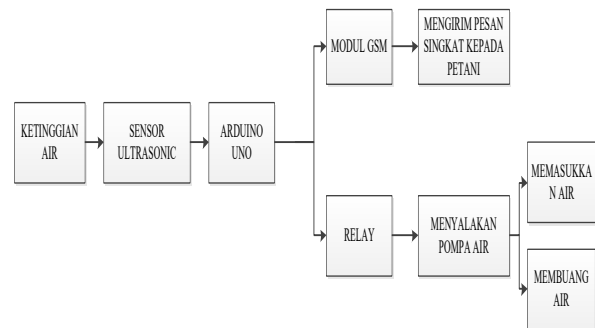 KETINGGIAN
AIR
SENSOR
ULTRASONIC
ARDUINO
UNO
MODUL GSM
MENGIRIM PESAN
SINGKAT KEPADA
PETANI
RELAY
MENYALAKAN
POMPA AIR
MEMASUKKA
N AIR
MEMBUANG
AIR